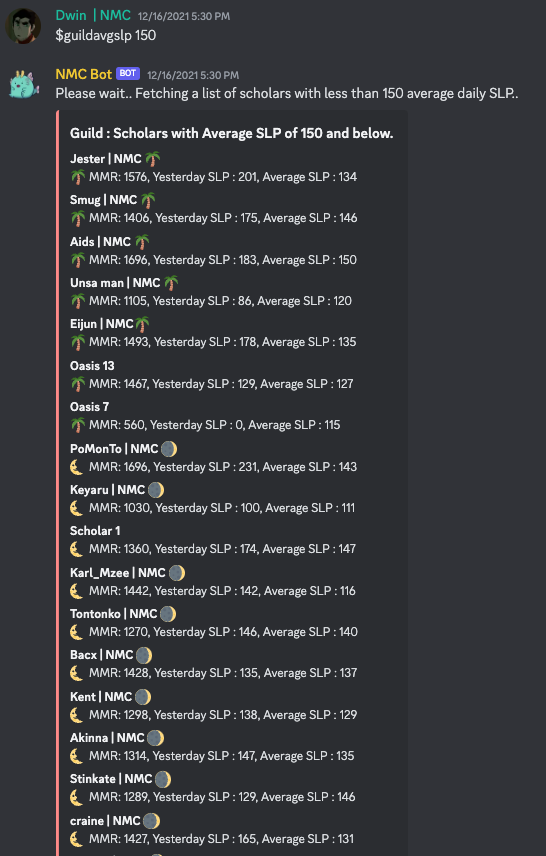 Dwin | NMC 12/16/2021 5:30 PM
$guildavgslp 150
NMC Bot BOT 12/16/2021 5:30 PM
Please wait.. Fetching a list of scholars with less than 150 average daily SLP..
Guild : Scholars with Average SLP of 150 and below.
Jester | NMC 🌴
🌴 MMR: 1576, Yesterday SLP : 201, Average SLP : 134
Smug | NMC 🌴
🌴 MMR: 1406, Yesterday SLP : 175, Average SLP : 146
Aids | NMC 🌴
🌴 MMR: 1696, Yesterday SLP : 183, Average SLP : 150
Unsa man | NMC 🌴
🌴 MMR: 1105, Yesterday SLP : 86, Average SLP : 120
Eijun | NMC🌴
🌴 MMR: 1493, Yesterday SLP : 178, Average SLP : 135
Oasis 13
🌴 MMR: 1467, Yesterday SLP : 129, Average SLP : 127
Oasis 7
🌴 MMR: 560, Yesterday SLP : 0, Average SLP : 115
PoMonTo | NMC 🌒
🌜 MMR: 1696, Yesterday SLP : 231, Average SLP : 143
Keyaru | NMC 🌒
🌜 MMR: 1030, Yesterday SLP : 100, Average SLP : 111
Scholar 1
🌜 MMR: 1360, Yesterday SLP : 174, Average SLP : 147
Karl_Mzee | NMC 🌒
🌜 MMR: 1442, Yesterday SLP : 142, Average SLP : 116
Tontonko | NMC 🌒
🌜 MMR: 1270, Yesterday SLP : 146, Average SLP : 140
Bacx | NMC 🌒
🌜 MMR: 1428, Yesterday SLP : 135, Average SLP : 137
Kent | NMC 🌒
🌜 MMR: 1298, Yesterday SLP : 138, Average SLP : 129
Akinna | NMC 🌒
🌜 MMR: 1314, Yesterday SLP : 147, Average SLP : 135
Stinkate | NMC 🌒
🌜 MMR: 1289, Yesterday SLP : 129, Average SLP : 146
craine | NMC 🌒
🌜 MMR: 1427, Yesterday SLP : 165, Average SLP : 131